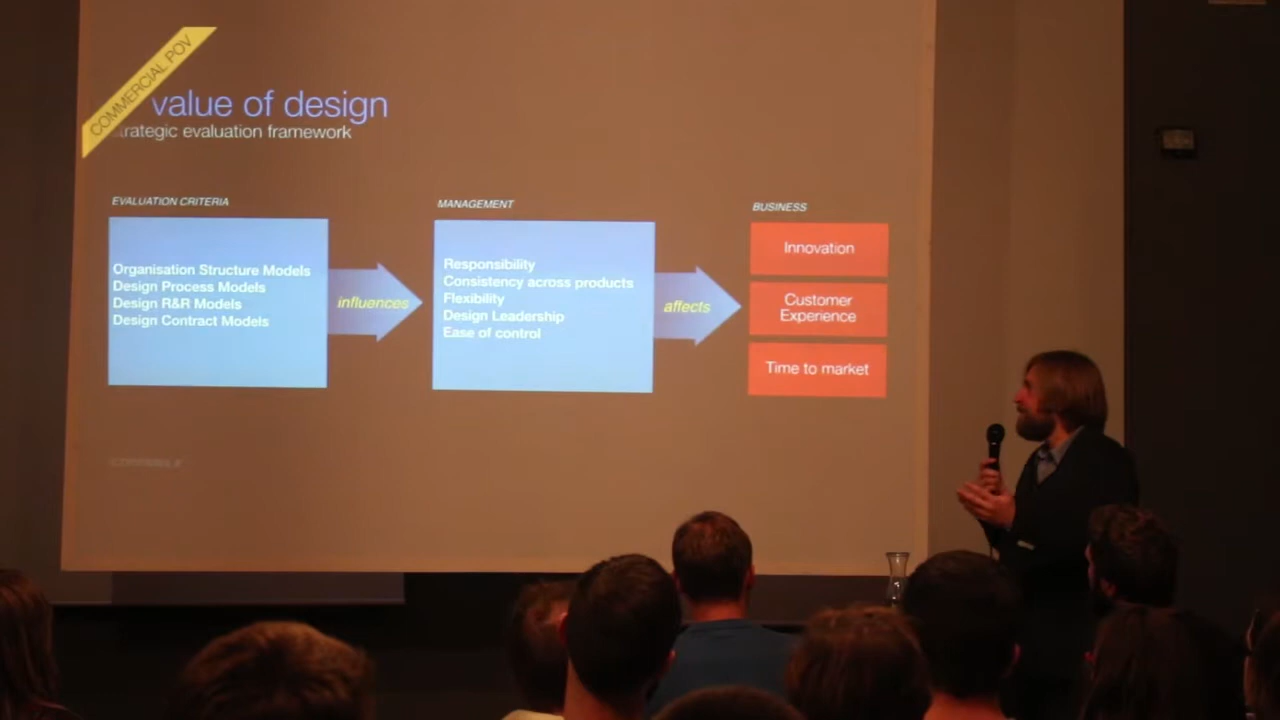 COMMERCIAL POV
value of design
strategic evaluation framework
EVALUATION CRITERIA
Organisation Structure Models
Design Process Models
Design R&R Models
Design Contract Models
influences
MANAGEMENT
Responsibility
Consistency across products
Flexibility
Design Leadership
Ease of control
affects
BUSINESS
Innovation
Customer
Experience
Time to market